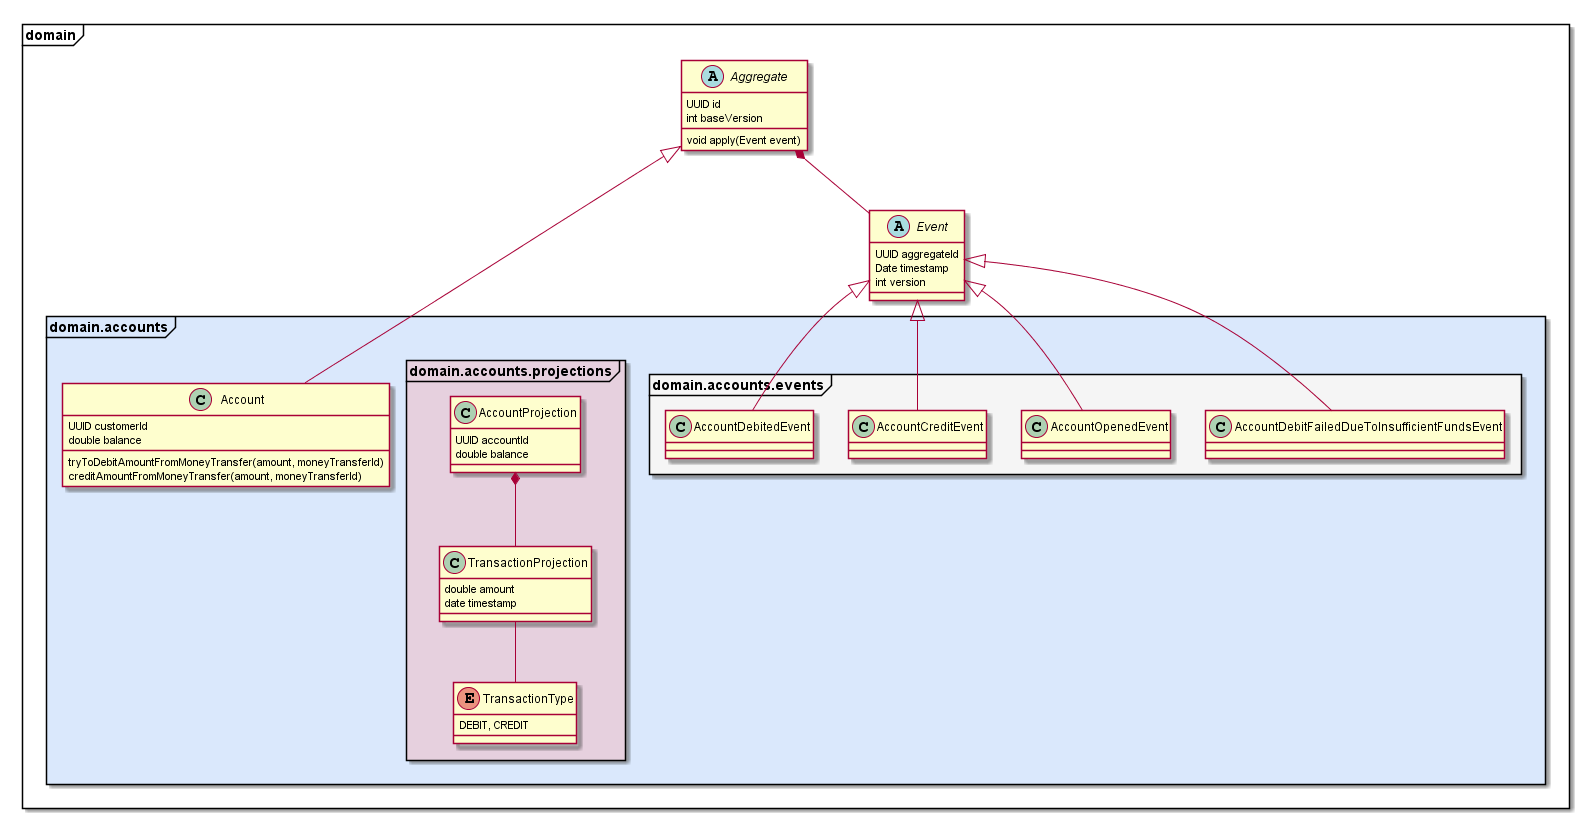 domain
A Aggregate
UUID id
int baseVersion
void apply(Event event)
A Event
UUID aggregateId
Date timestamp
int version
domain.accounts
C Account
UUID customerId
double balance
tryToDebitAmountFromMoneyTransfer(amount, moneyTransferId)
creditAmountFromMoneyTransfer(amount, moneyTransferId)
domain.accounts.projections
C AccountProjection
UUID accountId
double balance
C TransactionProjection
double amount
date timestamp
E TransactionType
DEBIT, CREDIT
domain.accounts.events
C AccountDebitedEvent
C AccountCreditEvent
C AccountOpenedEvent
C AccountDebitFailedDueToInsufficientFundsEvent